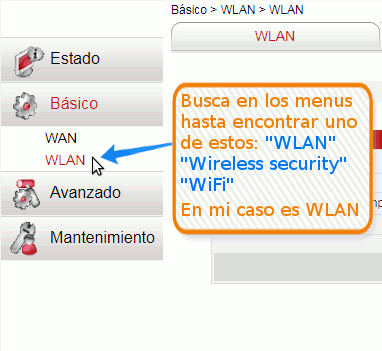 Básico > WLAN > WLAN
WLAN
Estado
Básico
WAN
WLAN
Avanzado
Mantenimiento
Busca en los menus
hasta encontrar uno
de estos: "WLAN"
"Wireless security"
"WiFi"
En mi caso es WLAN